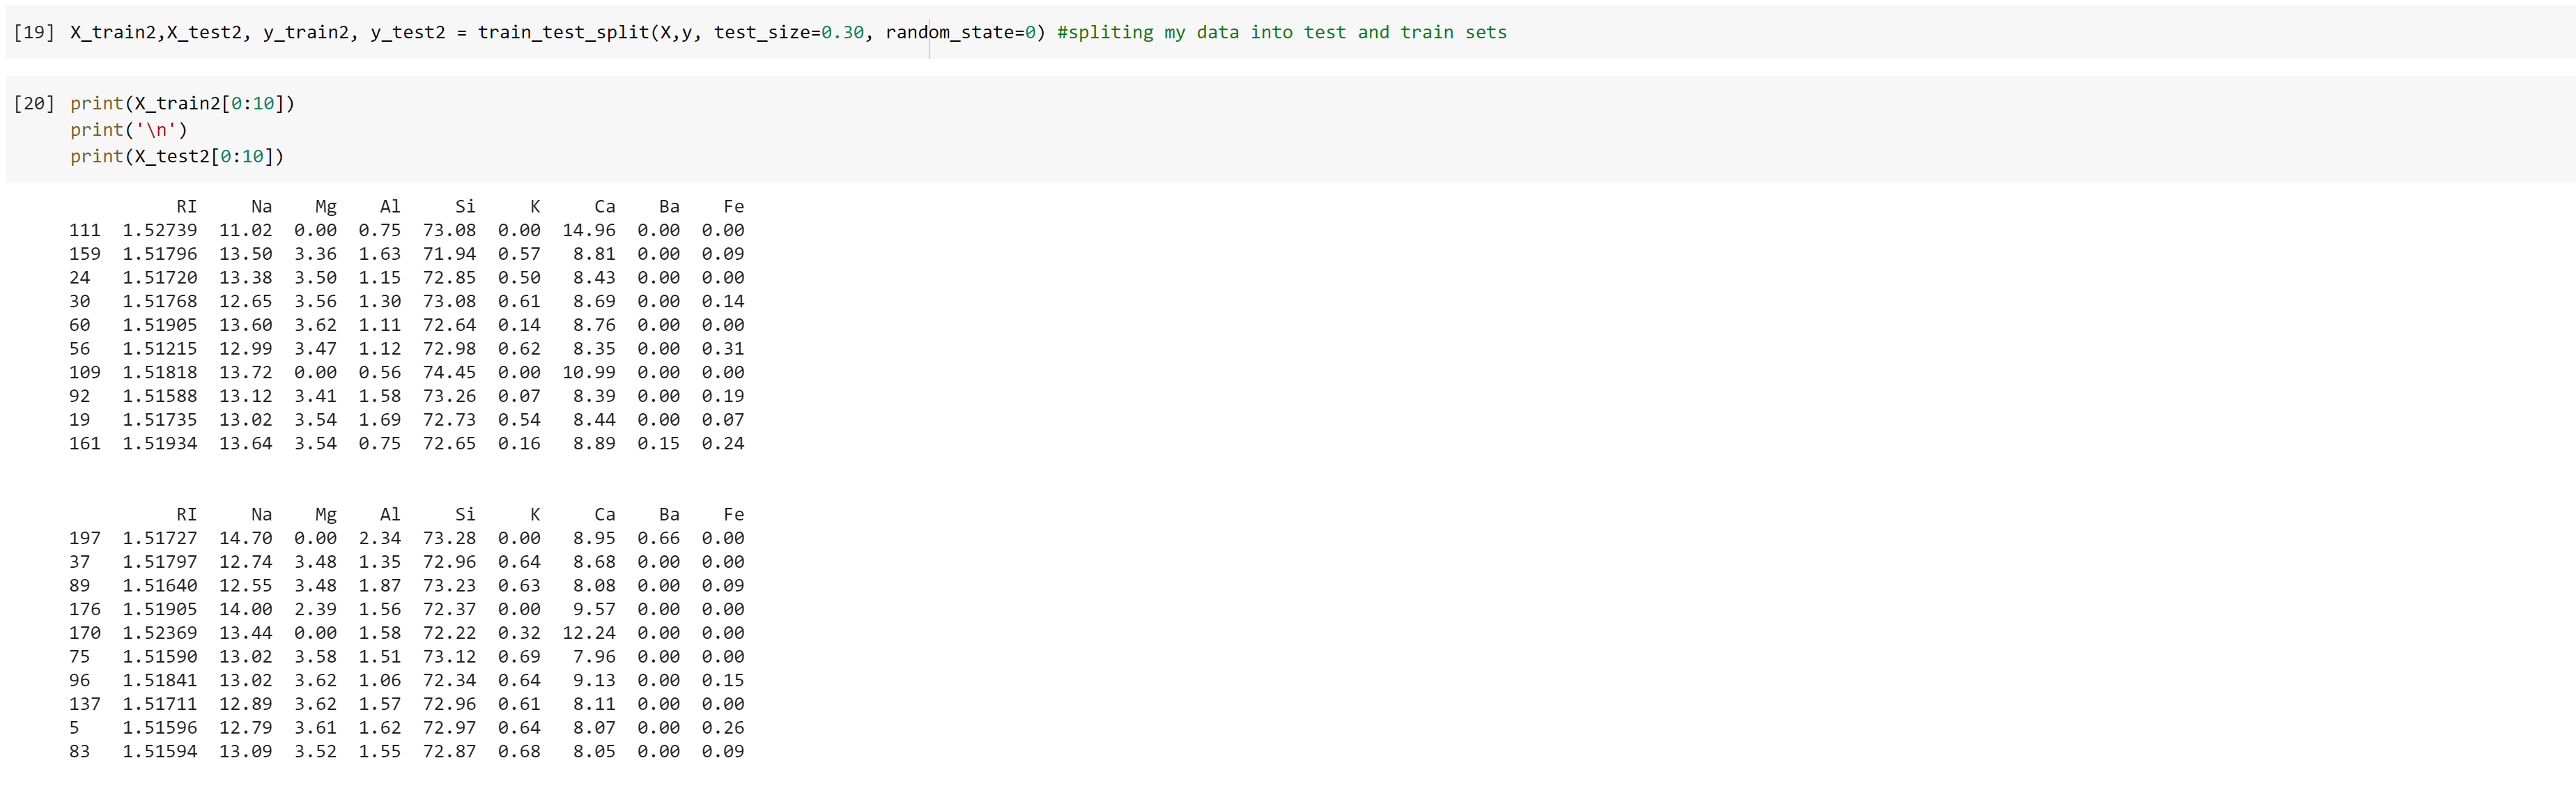 [19] X_train2,X_test2, y_train2, y_test2 = train_test_split(X,y, test_size=0.30, random_state=0) #spliting my data into test and train sets
[20] print(X_train2[0:10])
print('\n')
print(X_test2[0:10])
RI Na Mg Al Si K Ca Ba Fe
111 1.52739 11.02 0.00 0.75 73.08 0.00 14.96 0.00 0.00
159 1.51796 13.50 3.36 1.63 71.94 0.57 8.81 0.00 0.09
24 1.51720 13.38 3.50 1.15 72.85 0.50 8.43 0.00 0.00
30 1.51768 12.65 3.56 1.30 73.08 0.61 8.69 0.00 0.14
60 1.51905 13.60 3.62 1.11 72.64 0.14 8.76 0.00 0.00
56 1.51215 12.99 3.47 1.12 72.98 0.62 8.35 0.00 0.31
109 1.51818 13.72 0.00 0.56 74.45 0.00 10.99 0.00 0.00
92 1.51588 13.12 3.41 1.58 73.26 0.07 8.39 0.00 0.19
19 1.51735 13.02 3.54 1.69 72.73 0.54 8.44 0.00 0.07
161 1.51934 13.64 3.54 0.75 72.65 0.16 8.89 0.15 0.24
RI Na Mg Al Si K Ca Ba Fe
197 1.51727 14.70 0.00 2.34 73.28 0.00 8.95 0.66 0.00
37 1.51797 12.74 3.48 1.35 72.96 0.64 8.68 0.00 0.00
89 1.51640 12.55 3.48 1.87 73.23 0.63 8.08 0.00 0.09
176 1.51905 14.00 2.39 1.56 72.37 0.00 9.57 0.00 0.00
170 1.52369 13.44 0.00 1.58 72.22 0.32 12.24 0.00 0.00
75 1.51590 13.02 3.58 1.51 73.12 0.69 7.96 0.00 0.00
96 1.51841 13.02 3.62 1.06 72.34 0.64 9.13 0.00 0.15
137 1.51711 12.89 3.62 1.57 72.96 0.61 8.11 0.00 0.00
5 1.51596 12.79 3.61 1.62 72.97 0.64 8.07 0.00 0.26
83 1.51594 13.09 3.52 1.55 72.87 0.68 8.05 0.00 0.09